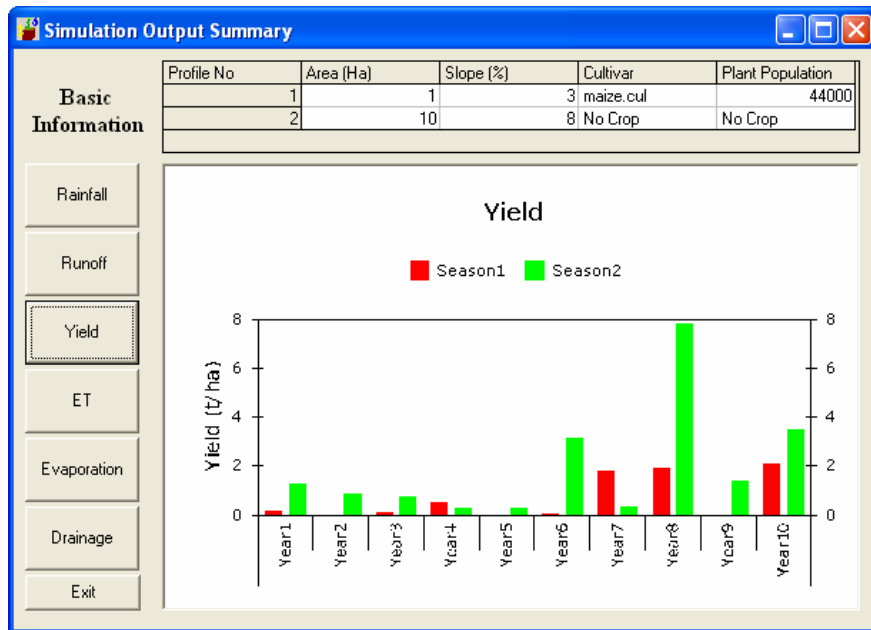 Simulation Output Summary
Basic
Information
Profile No Area (Ha) Slope (%) Cultivar Plant Population
1 1 3 maize.cul 44000
2 10 8 No Crop No Crop
Rainfall
Runoff
Yield
ET
Evaporation
Drainage
Exit
Yield
Season1 Season2
Yield (t/ha)
8 8
6 6
4 4
2 2
0 0
Year1 Year2 Year3 Year4 Year5 Year6 Year7 Year8 Year9 Year10